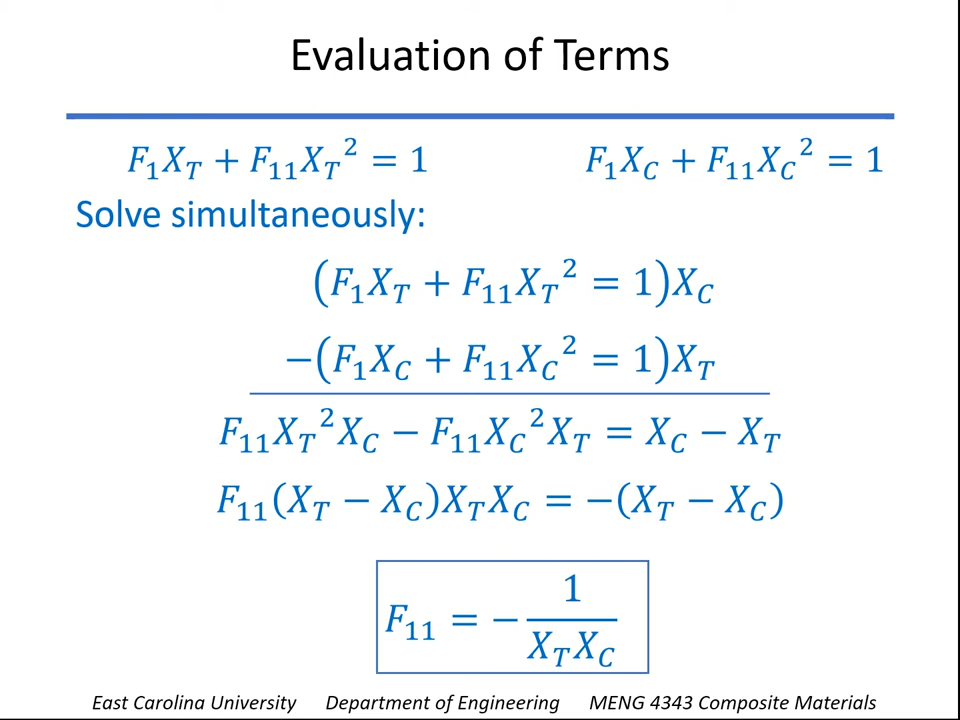 Evaluation of Terms
F₁X_T + F₁₁X_T² = 1 F₁X_C + F₁₁X_C² = 1
Solve simultaneously:
(F₁X_T + F₁₁X_T² = 1)X_C
−(F₁X_C + F₁₁X_C² = 1)X_T
F₁₁X_T²X_C − F₁₁X_C²X_T = X_C − X_T
F₁₁(X_T − X_C)X_TX_C = −(X_T − X_C)
F₁₁ = − 1/(X_TX_C)
East Carolina University Department of Engineering MENG 4343 Composite Materials